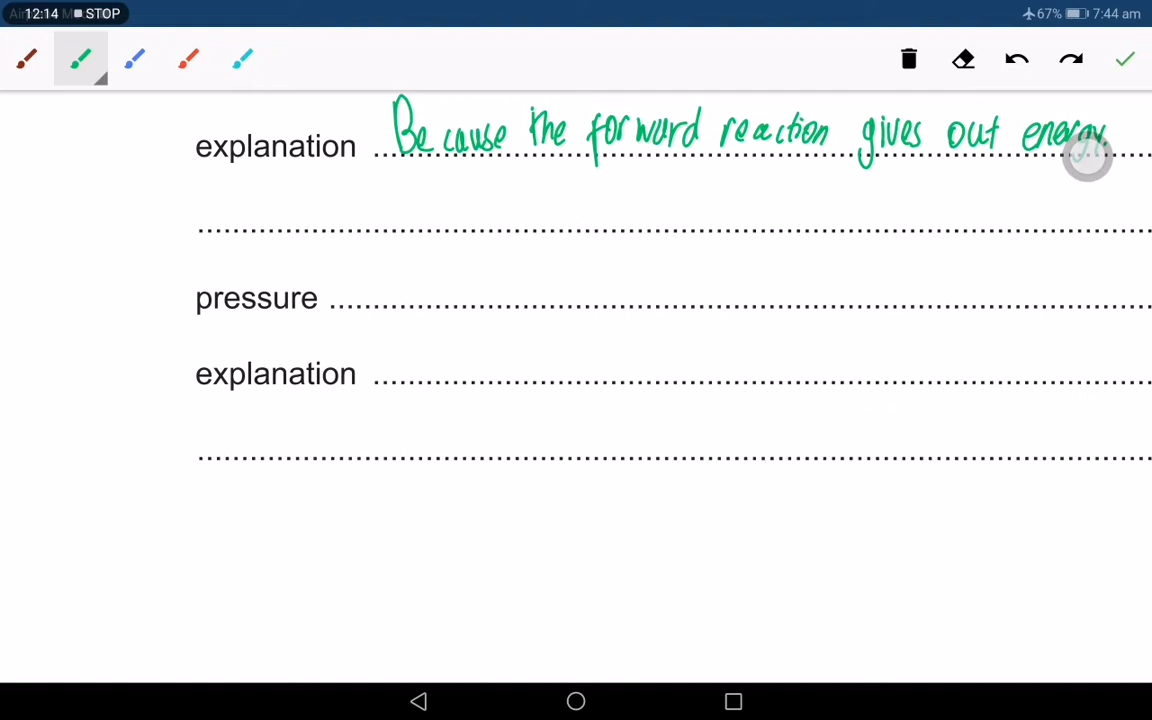 12:14 STOP 67% 7:44 am
explanation Because the forward reaction gives out energy
pressure
explanation